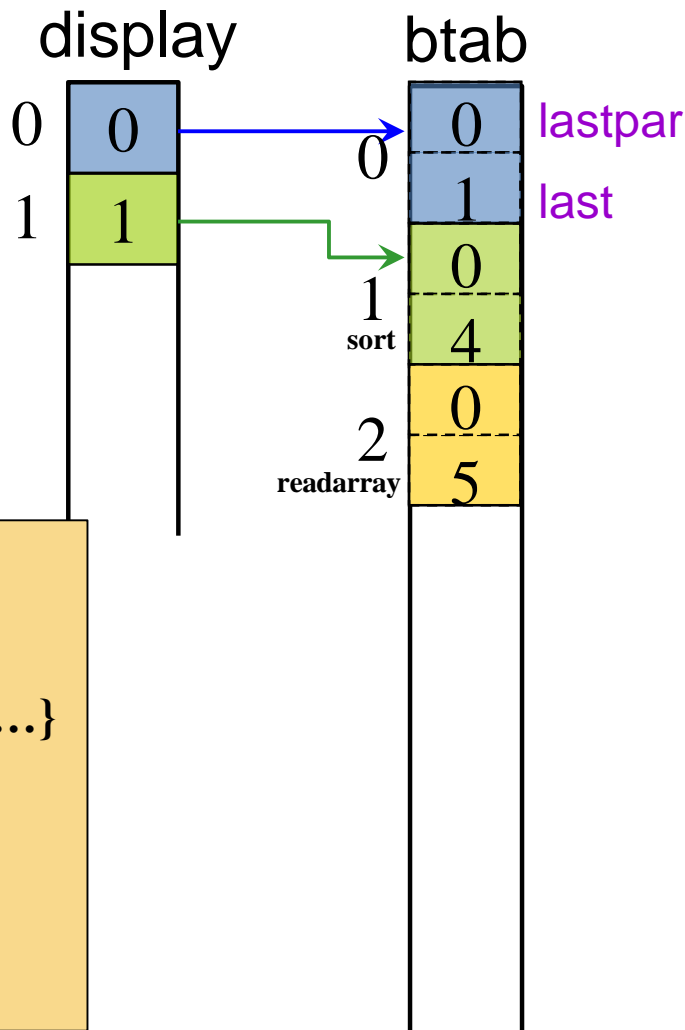 display btab
0 0 0 lastpar
0
1 1 1 last
0
1
sort 4
0
2
readarray 5
...}